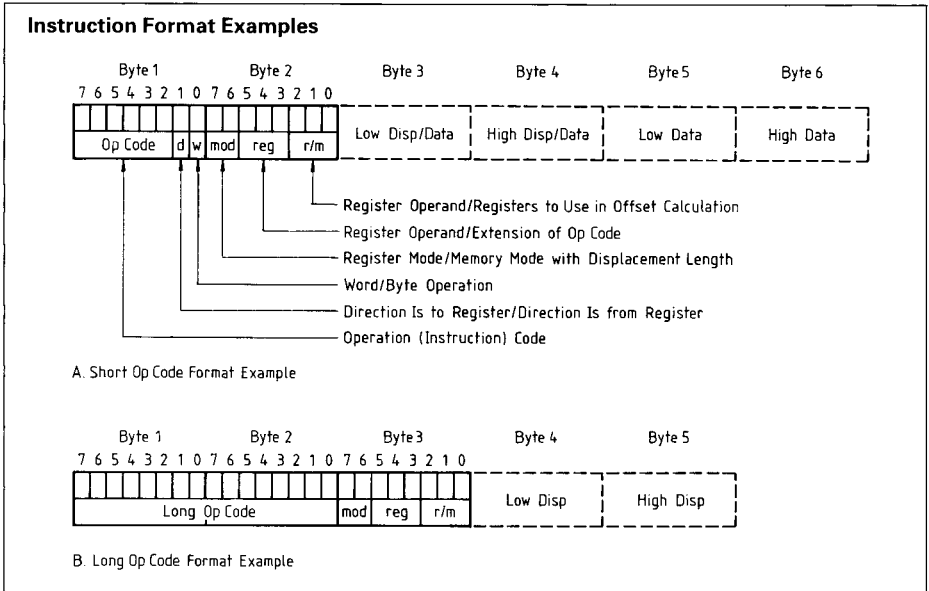 Instruction Format Examples
Byte 1 Byte 2 Byte 3 Byte 4 Byte 5 Byte 6
7 6 5 4 3 2 1 0 7 6 5 4 3 2 1 0
Op Code d w mod reg r/m Low Disp/Data High Disp/Data Low Data High Data
Register Operand/Registers to Use in Offset Calculation
Register Operand/Extension of Op Code
Register Mode/Memory Mode with Displacement Length
Word/Byte Operation
Direction Is to Register/Direction Is from Register
Operation (Instruction) Code
A. Short Op Code Format Example
Byte 1 Byte 2 Byte 3 Byte 4 Byte 5
7 6 5 4 3 2 1 0 7 6 5 4 3 2 1 0 7 6 5 4 3 2 1 0
Long Op Code mod reg r/m Low Disp High Disp
B. Long Op Code Format Example